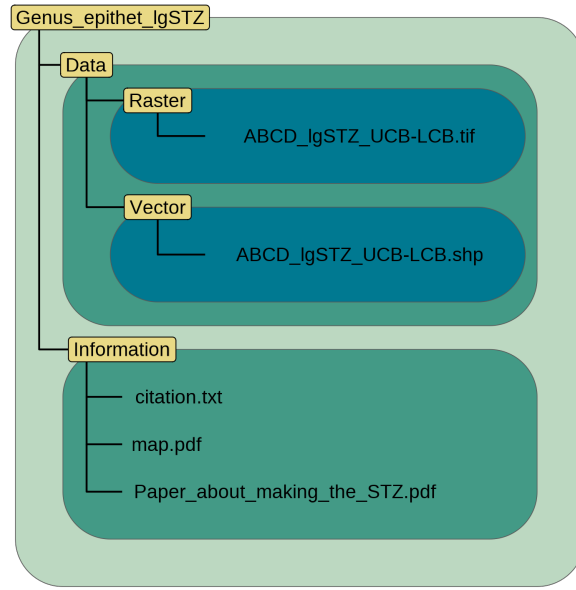 Genus_epithet_lgSTZ
Data
Raster
ABCD_lgSTZ_UCB-LCB.tif
Vector
ABCD_lgSTZ_UCB-LCB.shp
Information
citation.txt
map.pdf
Paper_about_making_the_STZ.pdf